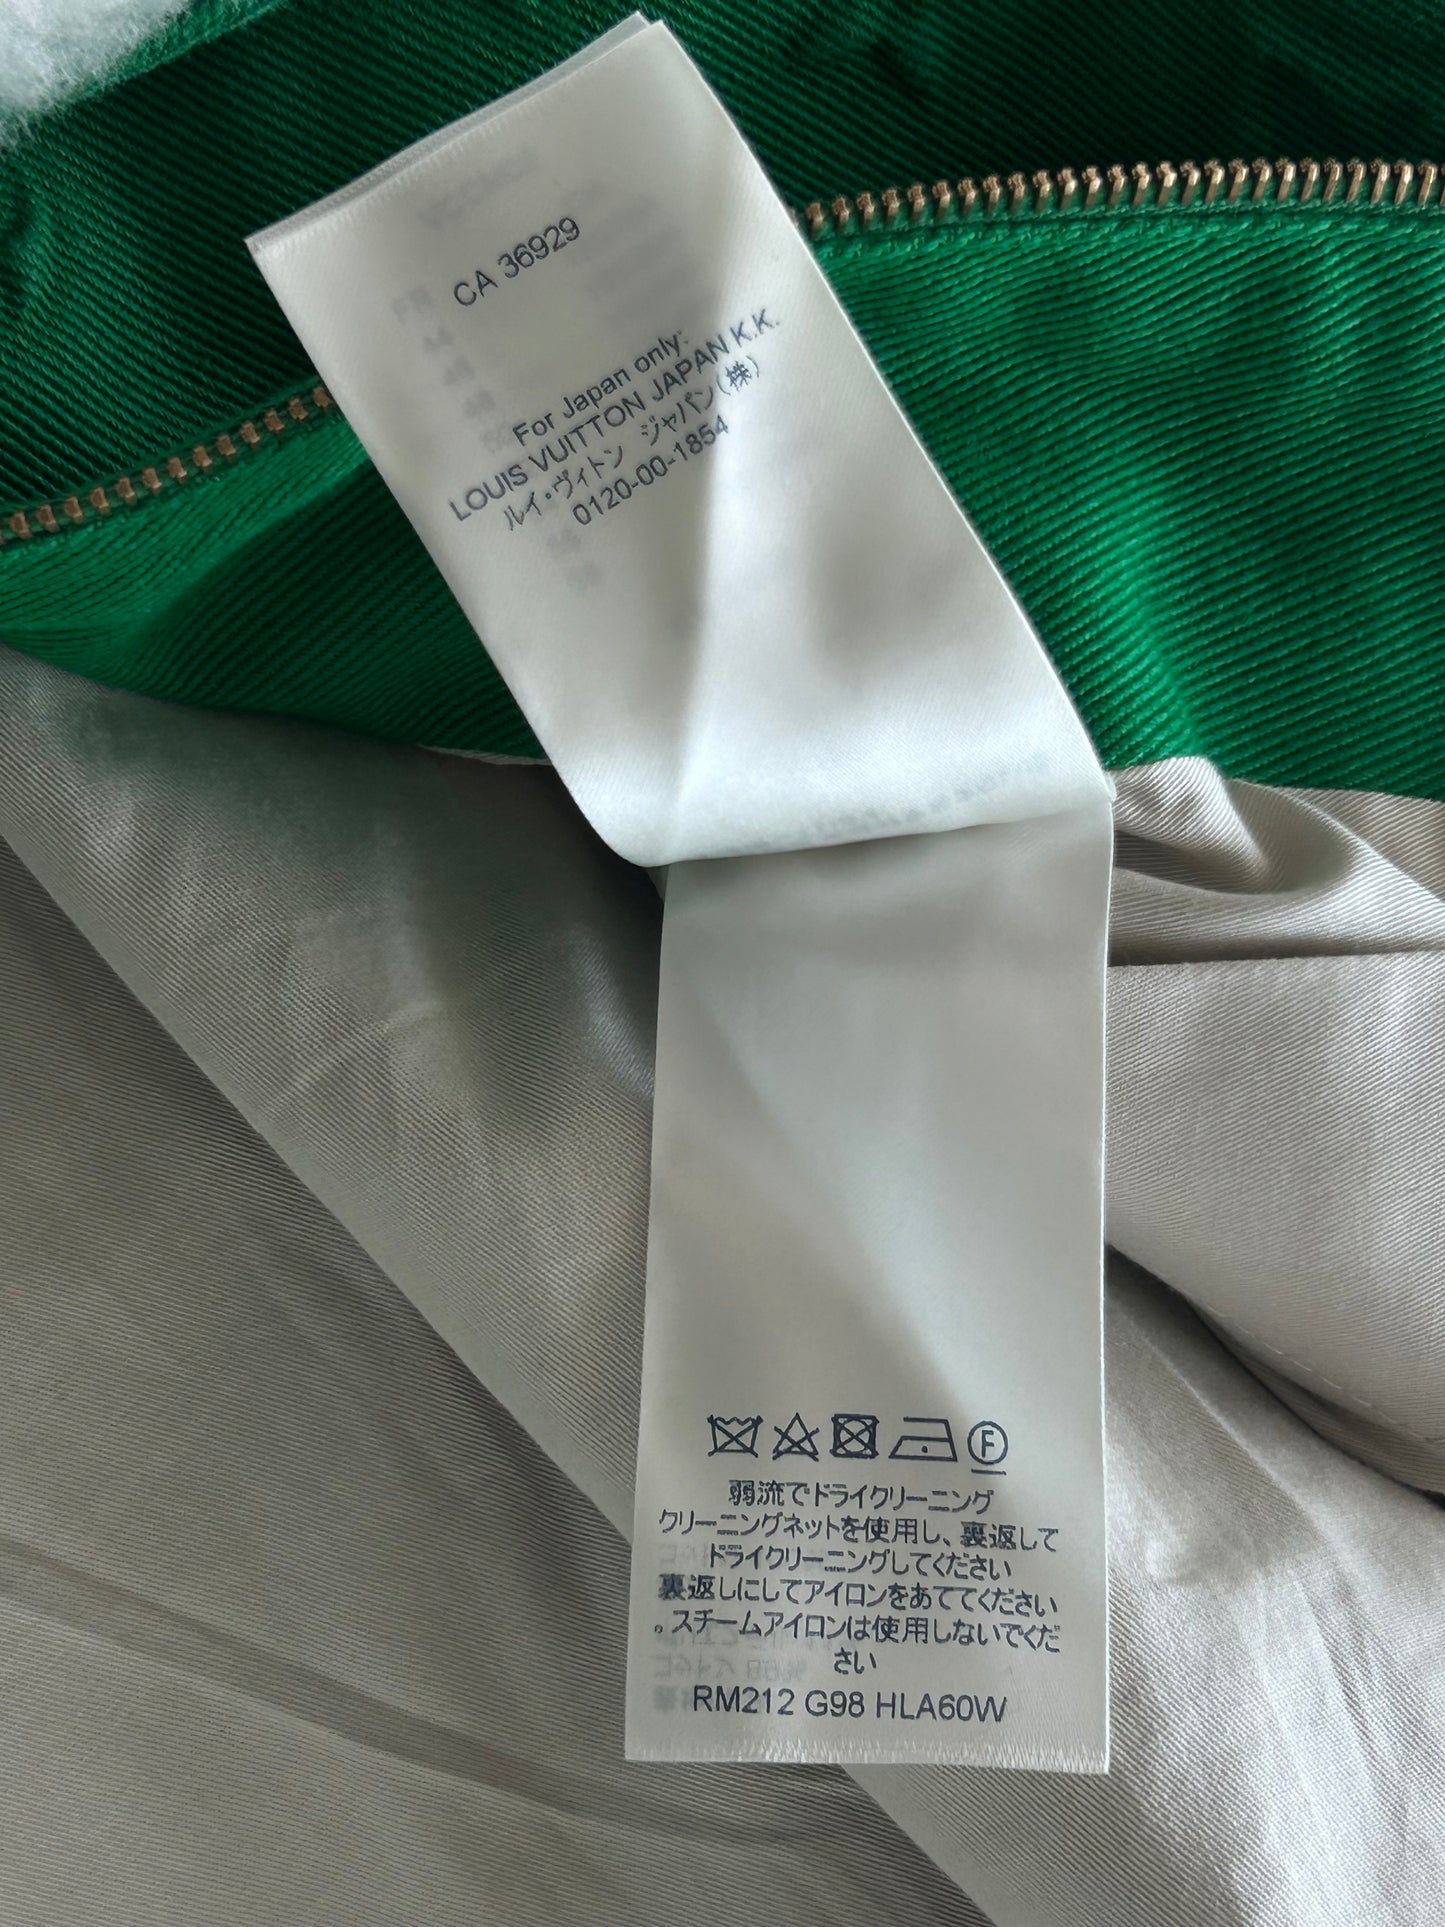 CA 36929
For Japan only:
LOUIS VUITTON JAPAN K.K.
ルイ・ヴィトン ジャパン(株)
0120-00-1854
F
弱流でドライクリーニング
クリーニングネットを使用し、裏返して
ドライクリーニングしてください
裏返しにしてアイロンをあててください
。スチームアイロンは使用しないでくだ
さい
RM212 G98 HLA60W